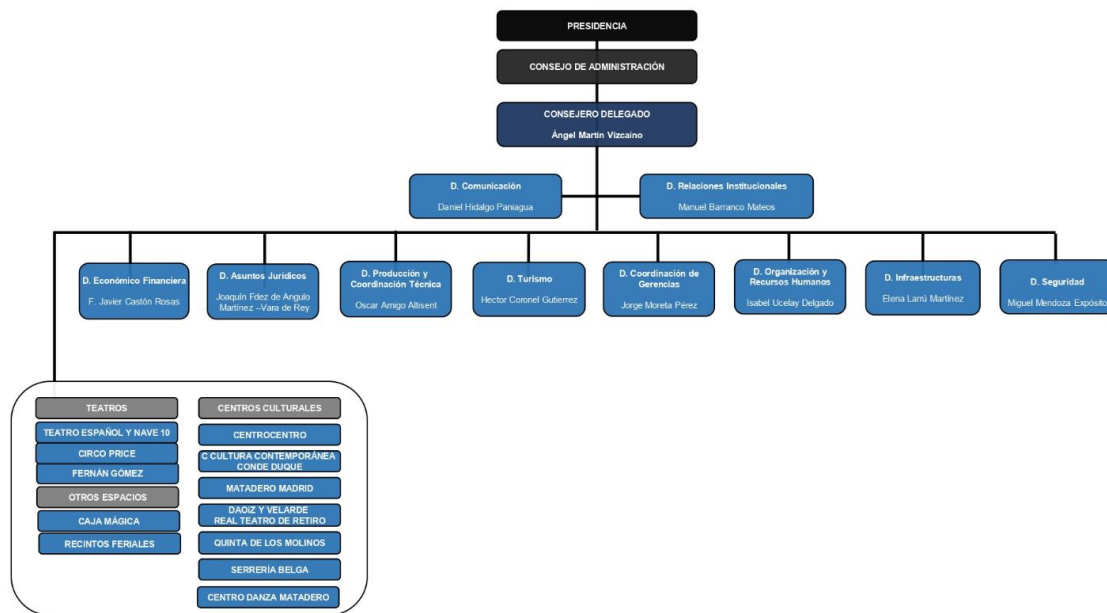 PRESIDENCIA
CONSEJO DE ADMINISTRACIÓN
CONSEJERO DELEGADO
Ángel Martín Vizcaíno
D. Comunicación
Daniel Hidalgo Paniagua
D. Relaciones Institucionales
Manuel Barranco Mateos
D. Económico Financiera
F. Javier Castón Rosas
D. Asuntos Jurídicos
Joaquín Fdez de Angulo
Martínez –Vara de Rey
D. Producción y
Coordinación Técnica
Oscar Amigo Altisent
D. Turismo
Hector Coronel Gutierrez
D. Coordinación de
Gerencias
Jorge Moreta Pérez
D. Organización y
Recursos Humanos
Isabel Ucelay Delgado
D. Infraestructuras
Elena Larrú Martínez
D. Seguridad
Miguel Mendoza Expósito
TEATROS
TEATRO ESPAÑOL Y NAVE 10
CIRCO PRICE
FERNÁN GÓMEZ
OTROS ESPACIOS
CAJA MÁGICA
RECINTOS FERIALES
CENTROS CULTURALES
CENTROCENTRO
C CULTURA CONTEMPORÁNEA
CONDE DUQUE
MATADERO MADRID
DAOíZ Y VELARDE
REAL TEATRO DE RETIRO
QUINTA DE LOS MOLINOS
SERRERÍA BELGA
CENTRO DANZA MATADERO